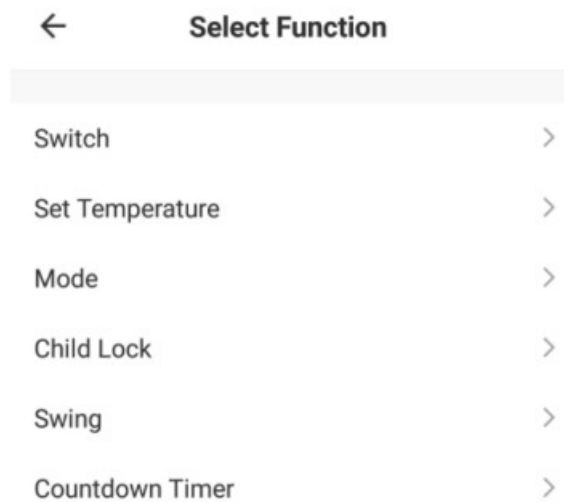 Select Function
Switch
Set Temperature
Mode
Child Lock
Swing
Countdown Timer